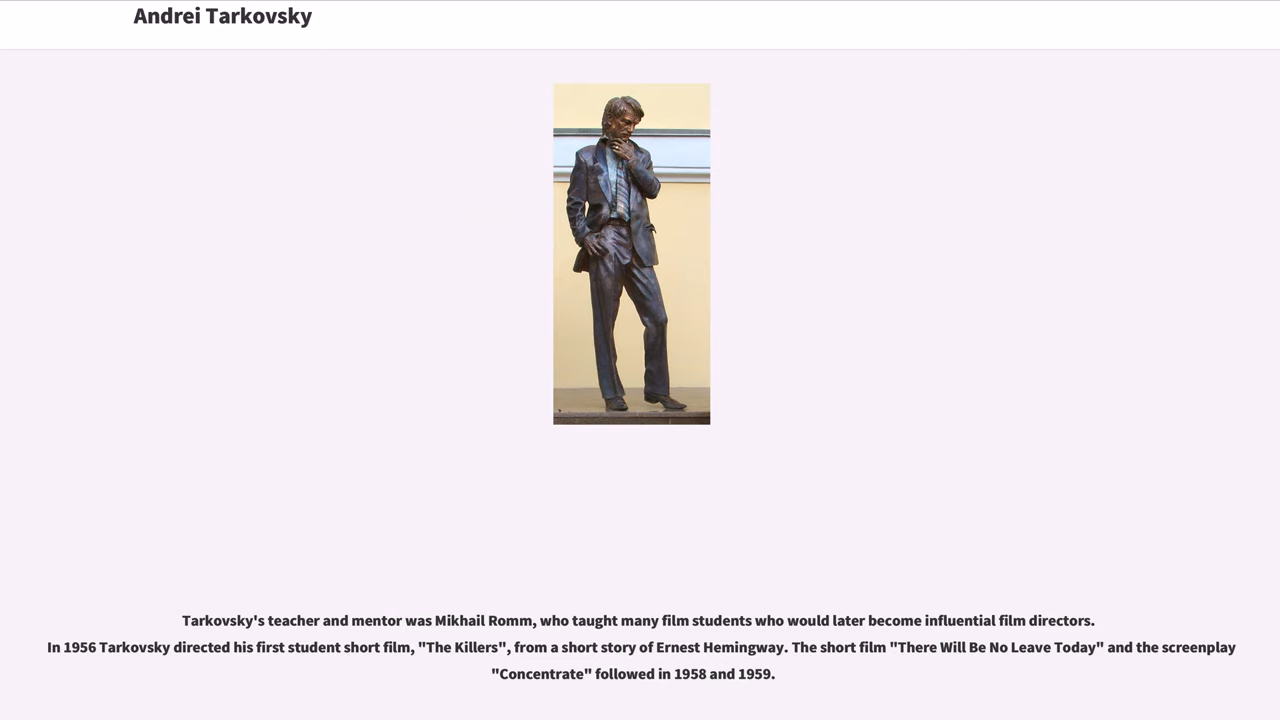 Andrei Tarkovsky
Tarkovsky's teacher and mentor was Mikhail Romm, who taught many film students who would later become influential film directors.
In 1956 Tarkovsky directed his first student short film, "The Killers", from a short story of Ernest Hemingway. The short film "There Will Be No Leave Today" and the screenplay
"Concentrate" followed in 1958 and 1959.